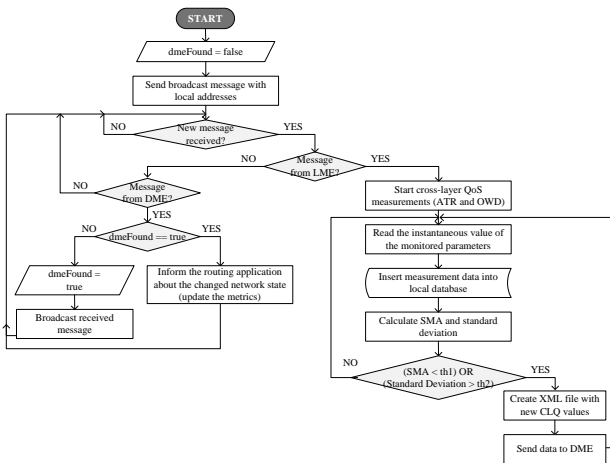 START
dmeFound = false
Send broadcast message with
local addresses
NO
New message
received?
YES
NO
Message
from LME?
YES
NO
Message
from DME?
YES
Start cross-layer QoS
measurements (ATR and OWD)
NO
dmeFound == true
YES
Read the instantaneous value of
the monitored parameters
dmeFound =
true
Inform the routing application
about the changed network state
(update the metrics)
Insert measurement data into
local database
Broadcast received
message
Calculate SMA and standard
deviation
NO
(SMA < th1) OR
(Standard Deviation > th2)
YES
Create XML file with
new CLQ values
Send data to DME